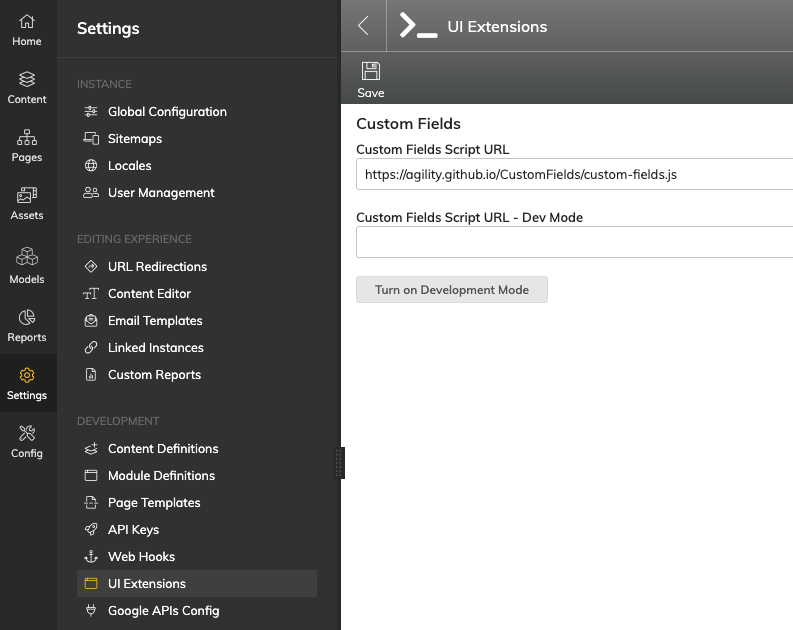 Home
Content
Pages
Assets
Models
Reports
Settings
Config
Settings
INSTANCE
Global Configuration
Sitemaps
Locales
User Management
EDITING EXPERIENCE
URL Redirections
Content Editor
Email Templates
Linked Instances
Custom Reports
DEVELOPMENT
Content Definitions
Module Definitions
Page Templates
API Keys
Web Hooks
UI Extensions
Google APIs Config
UI Extensions
Save
Custom Fields
Custom Fields Script URL
https://agility.github.io/CustomFields/custom-fields.js
Custom Fields Script URL - Dev Mode
Turn on Development Mode